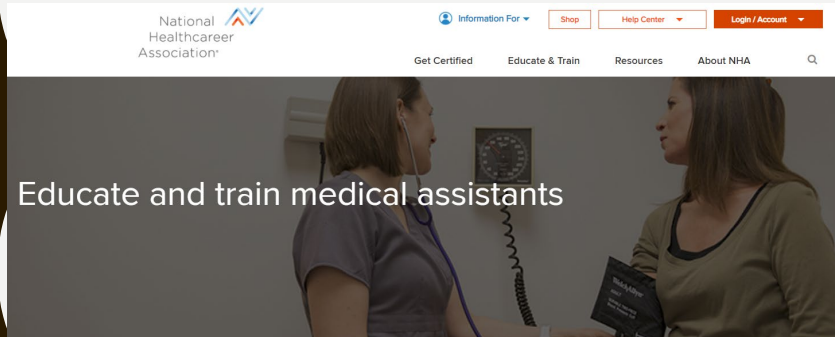 National
Healthcareer
Association
Information For
Shop
Help Center
Login / Account
Get Certified
Educate & Train
Resources
About NHA
Educate and train medical assistants
WelchAllyn